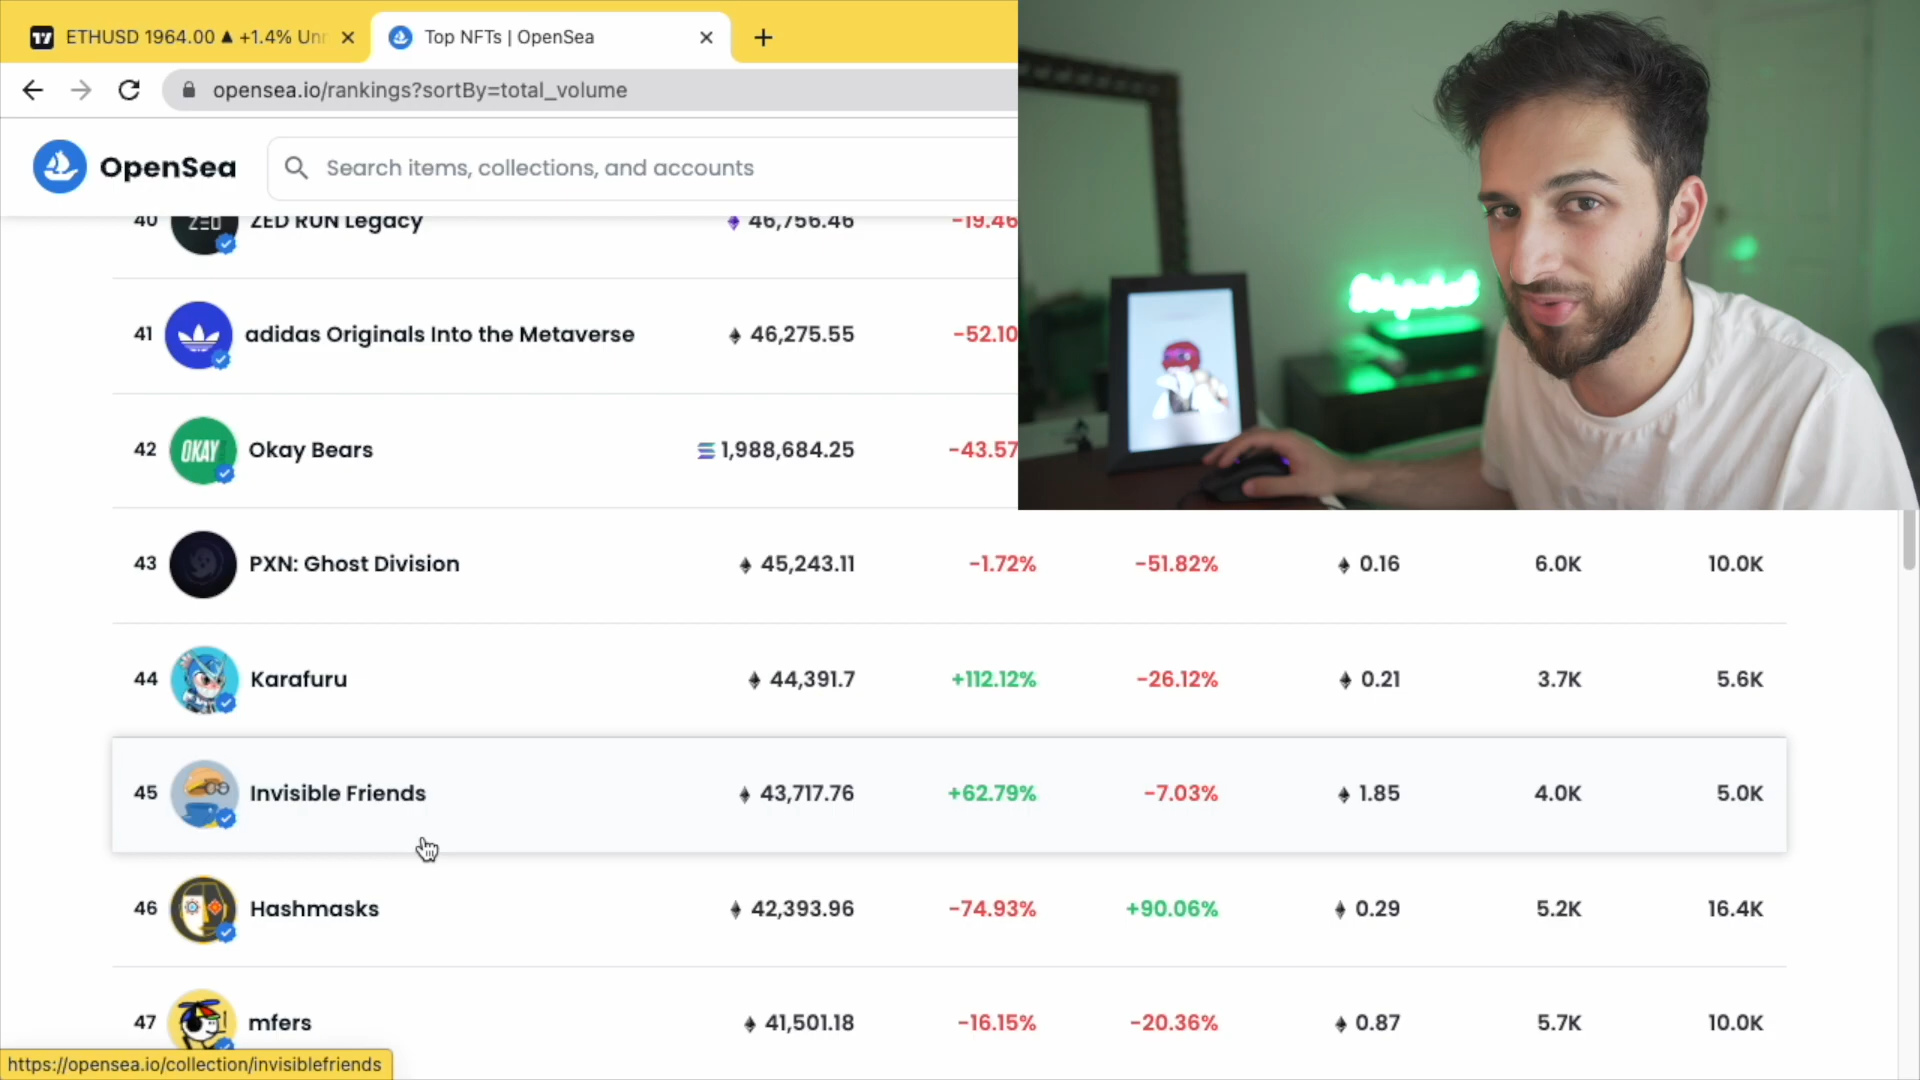 ETHUSD 1964.00 ▲ +1.4% Unr
Top NFTs | OpenSea
opensea.io/rankings?sortBy=total_volume
OpenSea
Search items, collections, and accounts
40 ZED RUN Legacy 46,756.46 -19.46
41 adidas Originals Into the Metaverse 46,275.55 -52.10
OKAY
42 Okay Bears 1,988,684.25 -43.57
43 PXN: Ghost Division 45,243.11 -1.72% -51.82% 0.16 6.0K 10.0K
44 Karafuru 44,391.7 +112.12% -26.12% 0.21 3.7K 5.6K
45 Invisible Friends 43,717.76 +62.79% -7.03% 1.85 4.0K 5.0K
46 Hashmasks 42,393.96 -74.93% +90.06% 0.29 5.2K 16.4K
47 mfers 41,501.18 -16.15% -20.36% 0.87 5.7K 10.0K
https://opensea.io/collection/invisiblefriends